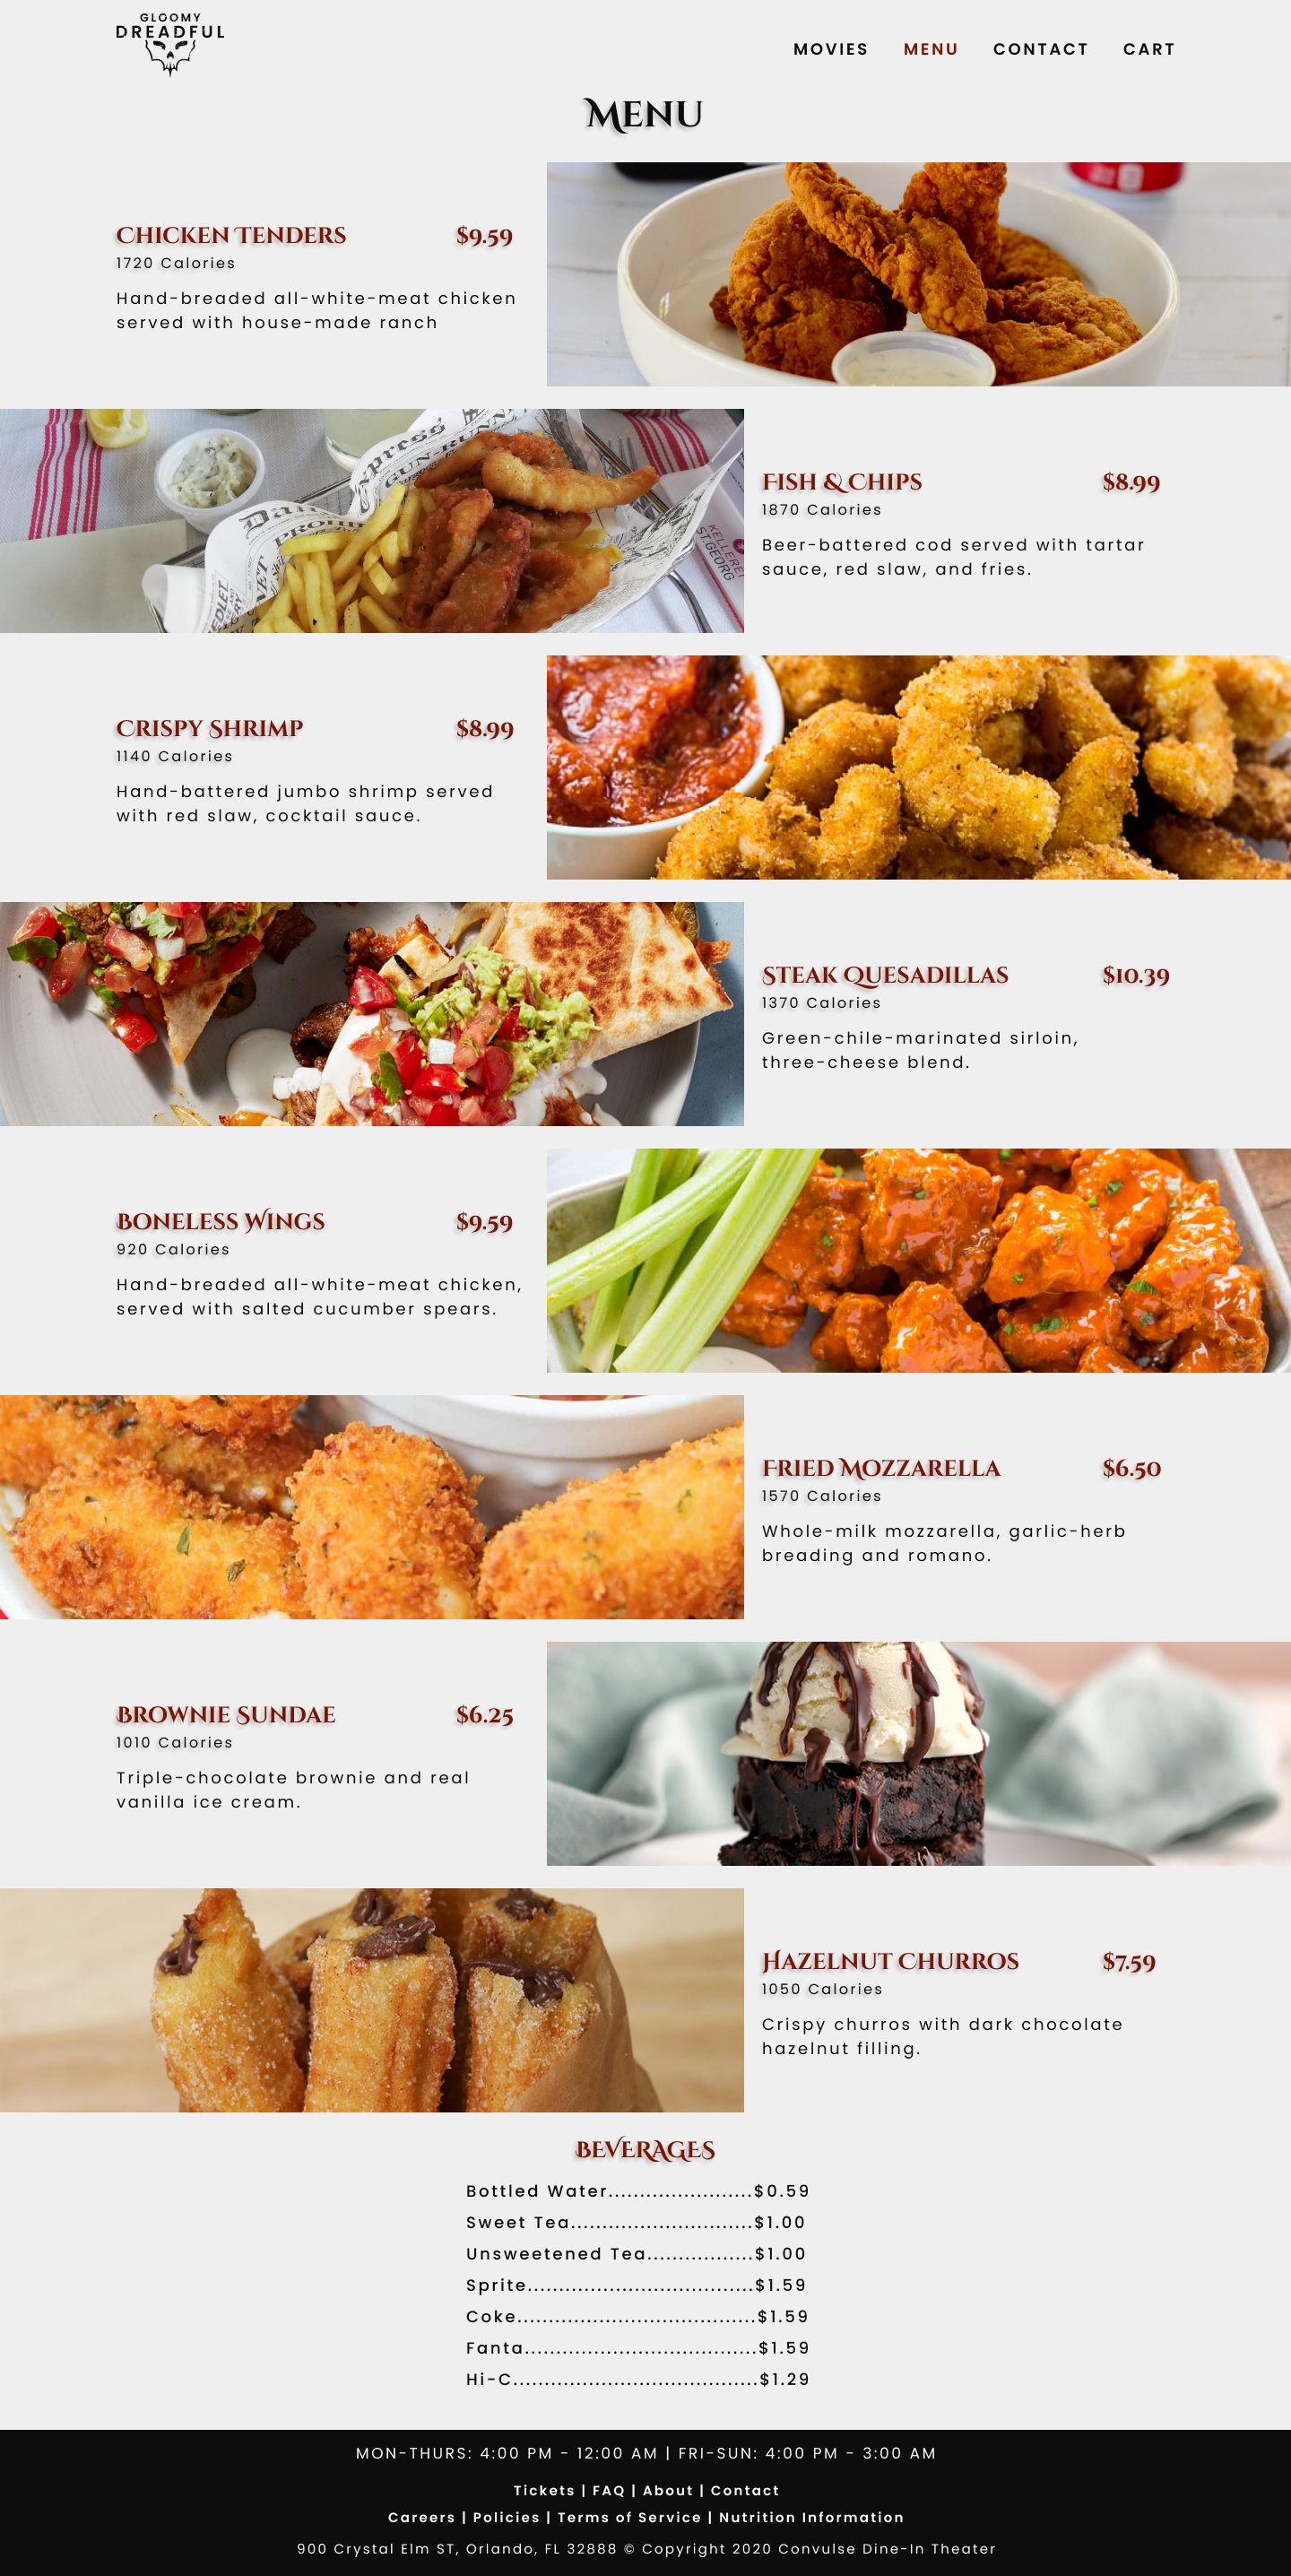 GLOOMY
DREADFUL
MOVIES MENU CONTACT CART
MENU
CHICKEN TENDERS $9.59
1720 Calories
Hand-breaded all-white-meat chicken
served with house-made ranch
Dan
PROHIB
GUN-RUNN
KELLEREI
ST.GEORG
FISH & CHIPS $8.99
1870 Calories
Beer-battered cod served with tartar
sauce, red slaw, and fries.
CRISPY SHRIMP $8.99
1140 Calories
Hand-battered jumbo shrimp served
with red slaw, cocktail sauce.
STEAK QUESADILLAS $10.39
1370 Calories
Green-chile-marinated sirloin,
three-cheese blend.
BONELESS WINGS $9.59
920 Calories
Hand-breaded all-white-meat chicken,
served with salted cucumber spears.
FRIED MOZZARELLA $6.50
1570 Calories
Whole-milk mozzarella, garlic-herb
breading and romano.
BROWNIE SUNDAE $6.25
1010 Calories
Triple-chocolate brownie and real
vanilla ice cream.
HAZELNUT CHURROS $7.59
1050 Calories
Crispy churros with dark chocolate
hazelnut filling.
BEVERAGES
Bottled Water.......................$0.59
Sweet Tea.............................$1.00
Unsweetened Tea.................$1.00
Sprite....................................$1.59
Coke......................................$1.59
Fanta.....................................$1.59
Hi-C.......................................$1.29
MON-THURS: 4:00 PM - 12:00 AM | FRI-SUN: 4:00 PM - 3:00 AM
Tickets | FAQ | About | Contact
Careers | Policies | Terms of Service | Nutrition Information
900 Crystal Elm ST, Orlando, FL 32888 © Copyright 2020 Convulse Dine-In Theater